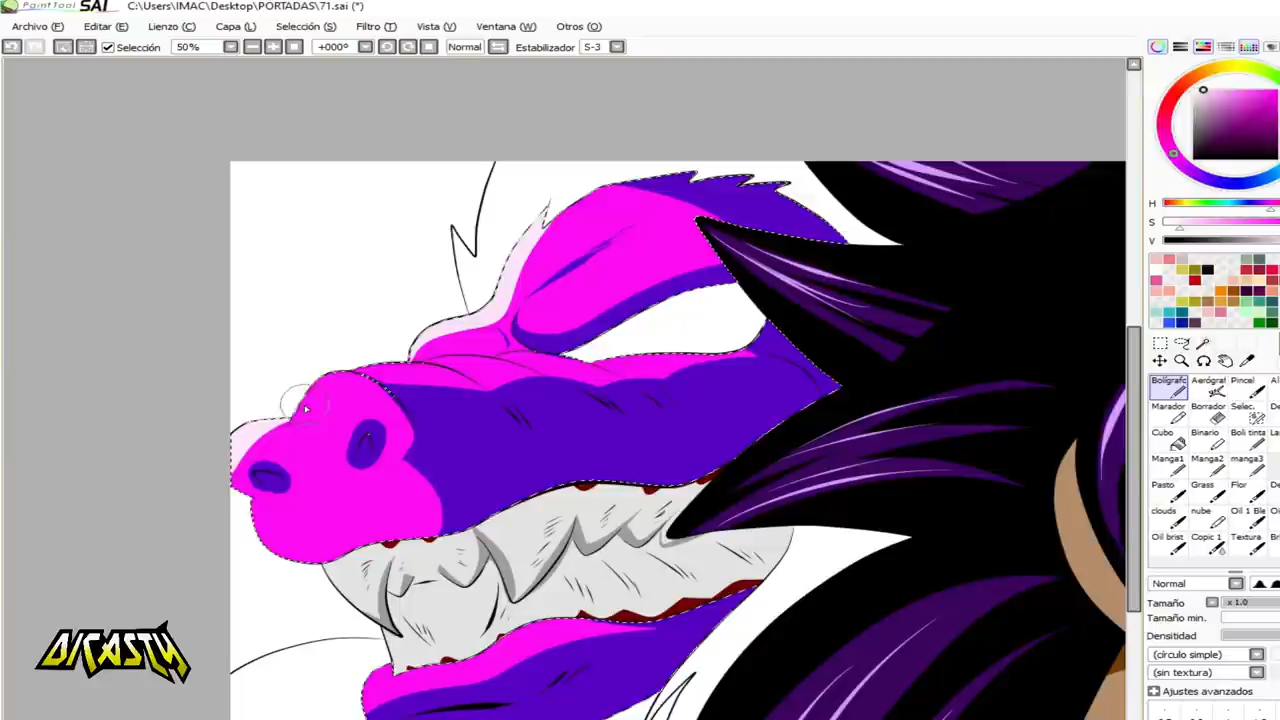 PaintTool SAI C:\Users\IMAC\Desktop\PORTADAS\71.sai (*)
Archivo (F) Editar (E) Lienzo (C) Capa (L) Selección (S) Filtro (T) Vista (V) Ventana (W) Otros (O)
Selección 50% +000° Normal Estabilizador S-3
H
S
V
Bolígrafo Aerógraf Pincel
Marador Borrador Selec.
Cubo Binario Boli tinta
Manga1 Manga2 manga3
Pasto Grass Flor
clouds nube Oil 1 Ble
Oil brist Copic 1 Textura
Normal
Tamaño x 1.0
Tamaño min.
Densitidad
(círculo simple)
(sin textura)
Ajustes avanzados
DICASTY